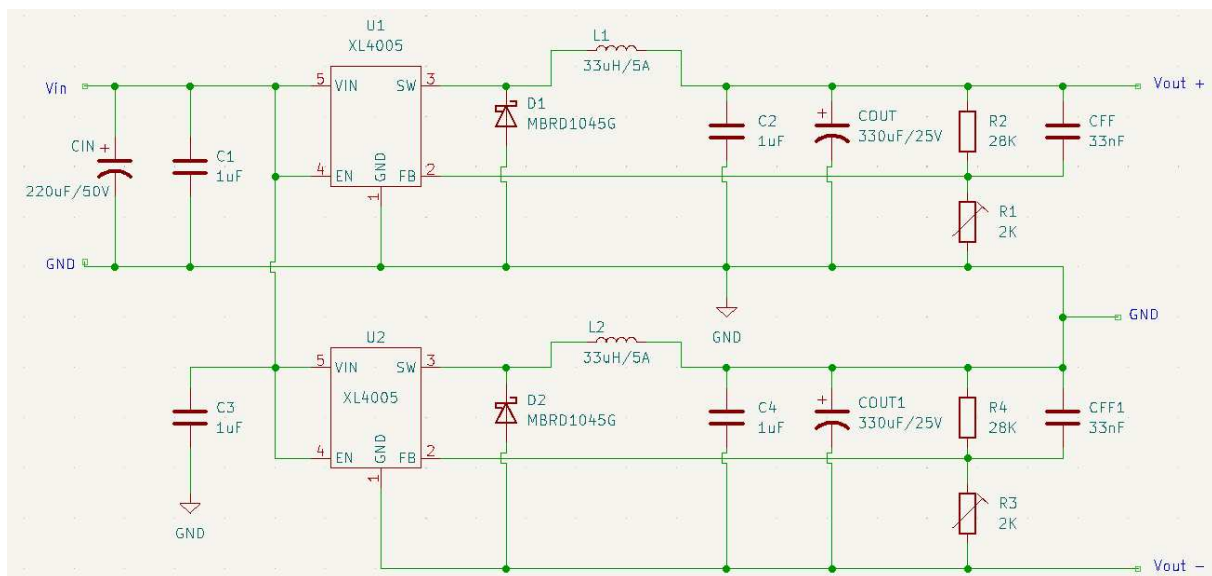 U1
XL4005
L1
33uH/5A
Vin
5
VIN
SW
3
Vout +
D1
MBRD1045G
CIN
+
220uF/50V
C1
1uF
C2
1uF
+
COUT
330uF/25V
R2
28K
CFF
33nF
4
EN
GND
FB
2
1
R1
2K
GND
GND
GND
U2
XL4005
L2
33uH/5A
5
VIN
SW
3
C3
1uF
D2
MBRD1045G
C4
1uF
+
COUT1
330uF/25V
R4
28K
CFF1
33nF
4
EN
GND
FB
2
1
R3
2K
GND
Vout −